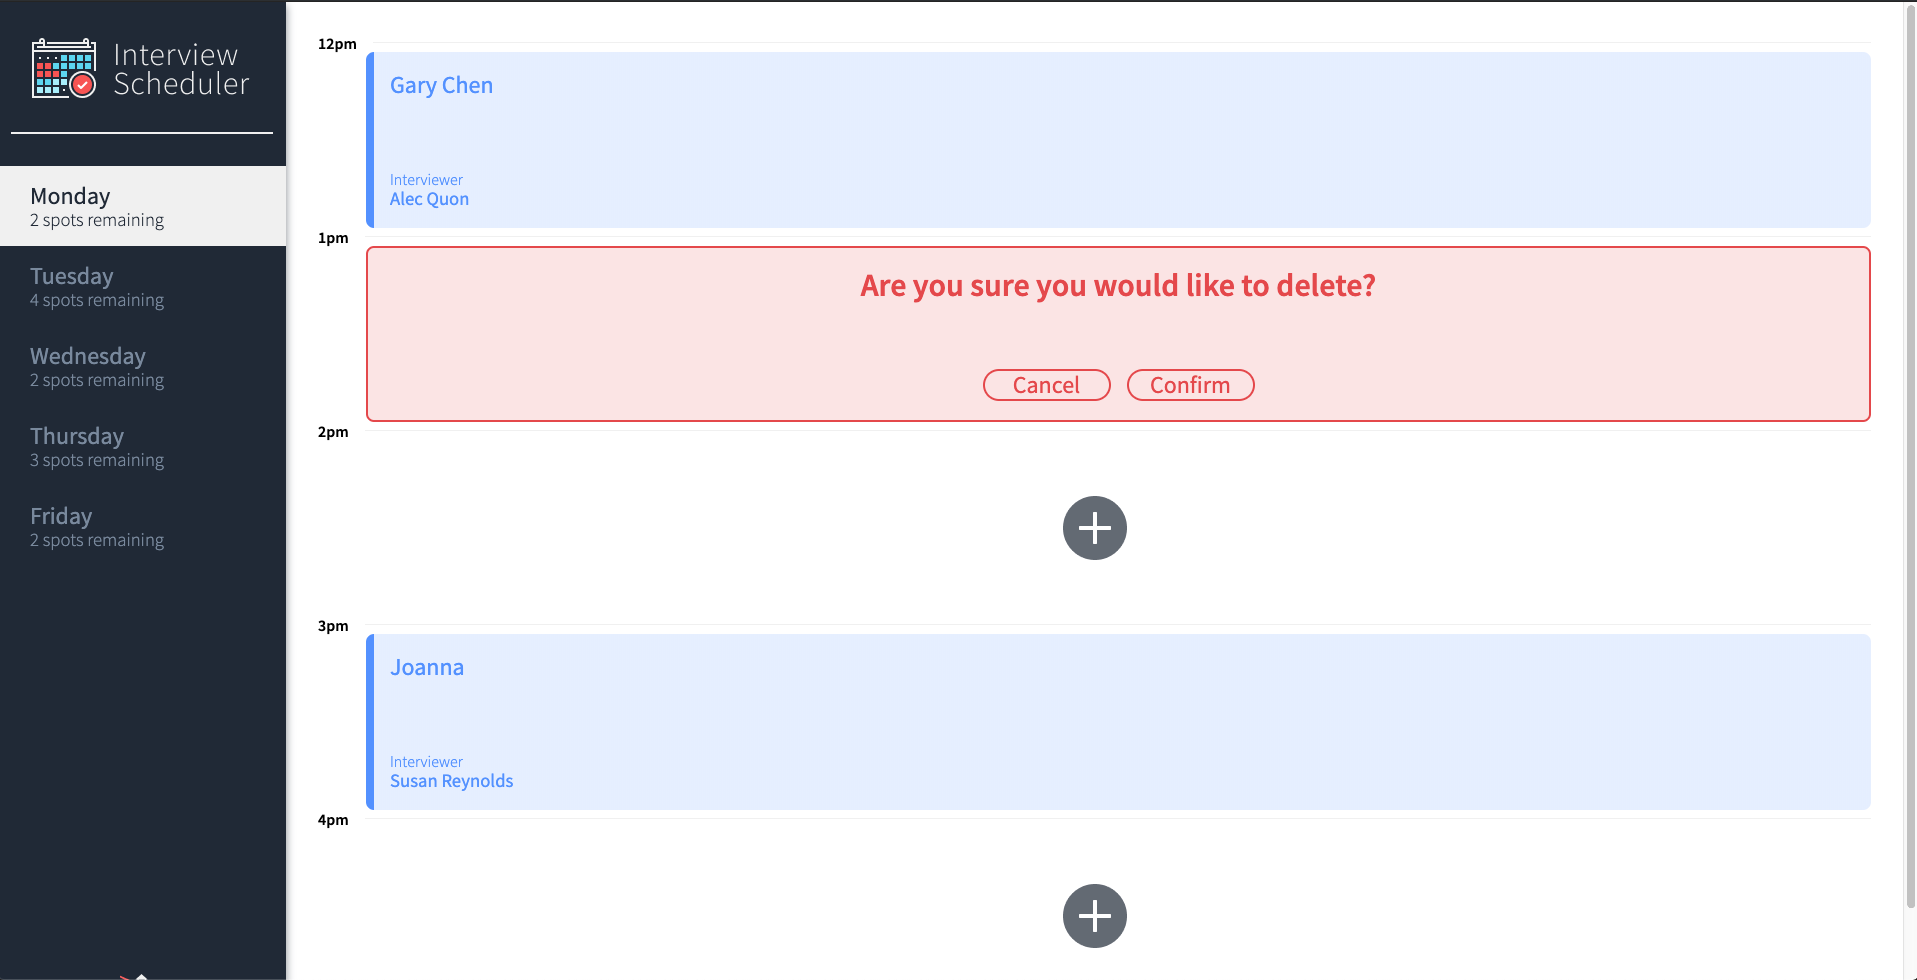 Interview
Scheduler
Monday
2 spots remaining
Tuesday
4 spots remaining
Wednesday
2 spots remaining
Thursday
3 spots remaining
Friday
2 spots remaining
12pm
Gary Chen
Interviewer
Alec Quon
1pm
Are you sure you would like to delete?
Cancel
Confirm
2pm
3pm
Joanna
Interviewer
Susan Reynolds
4pm